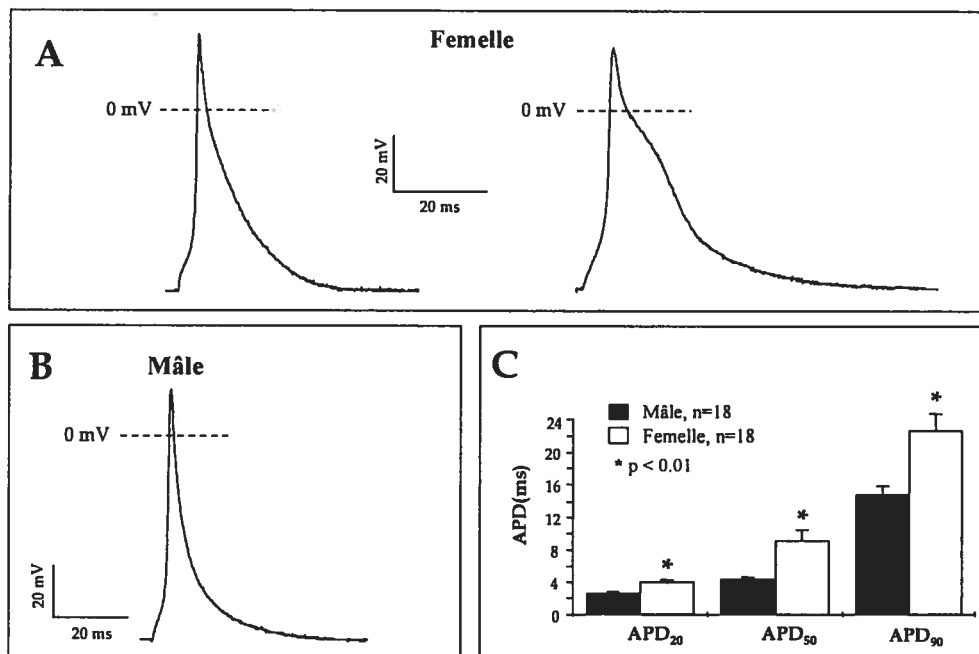 A
Femelle
0 mV
0 mV
20 mV
20 ms
B
Mâle
0 mV
20 mV
20 ms
C
Mâle, n=18
Femelle, n=18
* p < 0.01
APD(ms)
24
20
16
12
8
4
0
*
*
*
APD₂₀
APD₅₀
APD₉₀